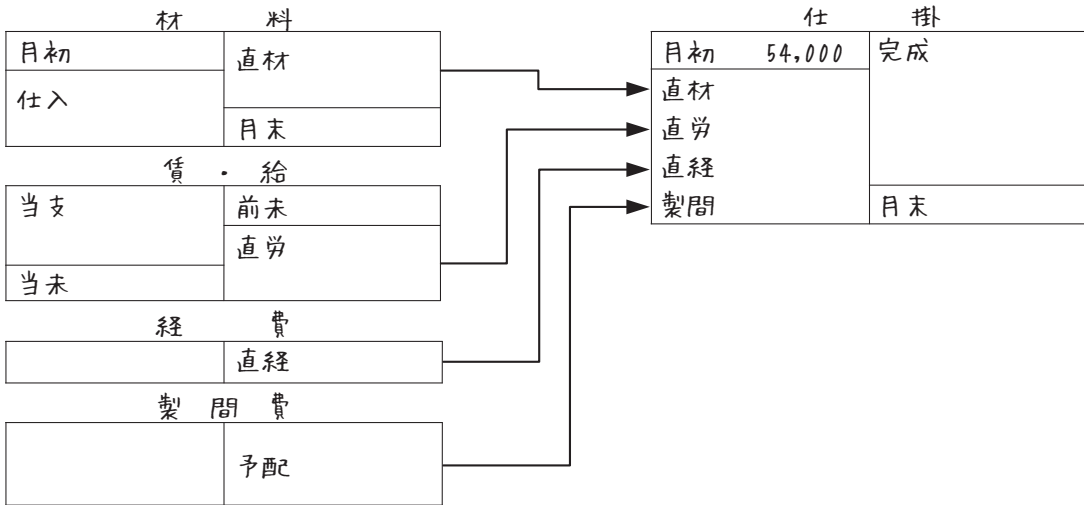 材料
月初
直材
仕入
月末
賃・給
当支
前未
直労
当未
経費
直経
製間費
予配
仕掛
月初 54,000
完成
直材
直労
直経
製間
月末